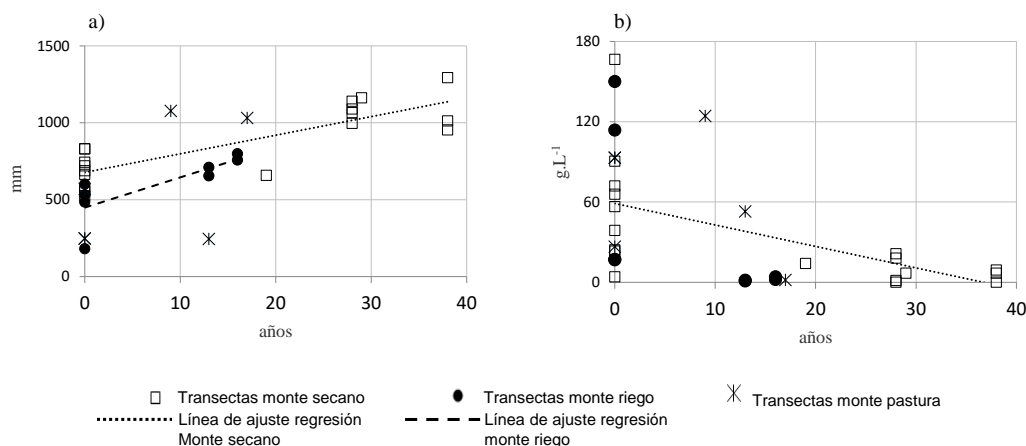 a)
b)
1500
1000
500
0
mm
0
10
20
30
40
años
180
120
60
0
g.L⁻¹
0
10
20
30
40
años
Transectas monte secano
Transectas monte riego
Transectas monte pastura
Línea de ajuste regresión
Monte secano
Línea de ajuste regresión
monte riego